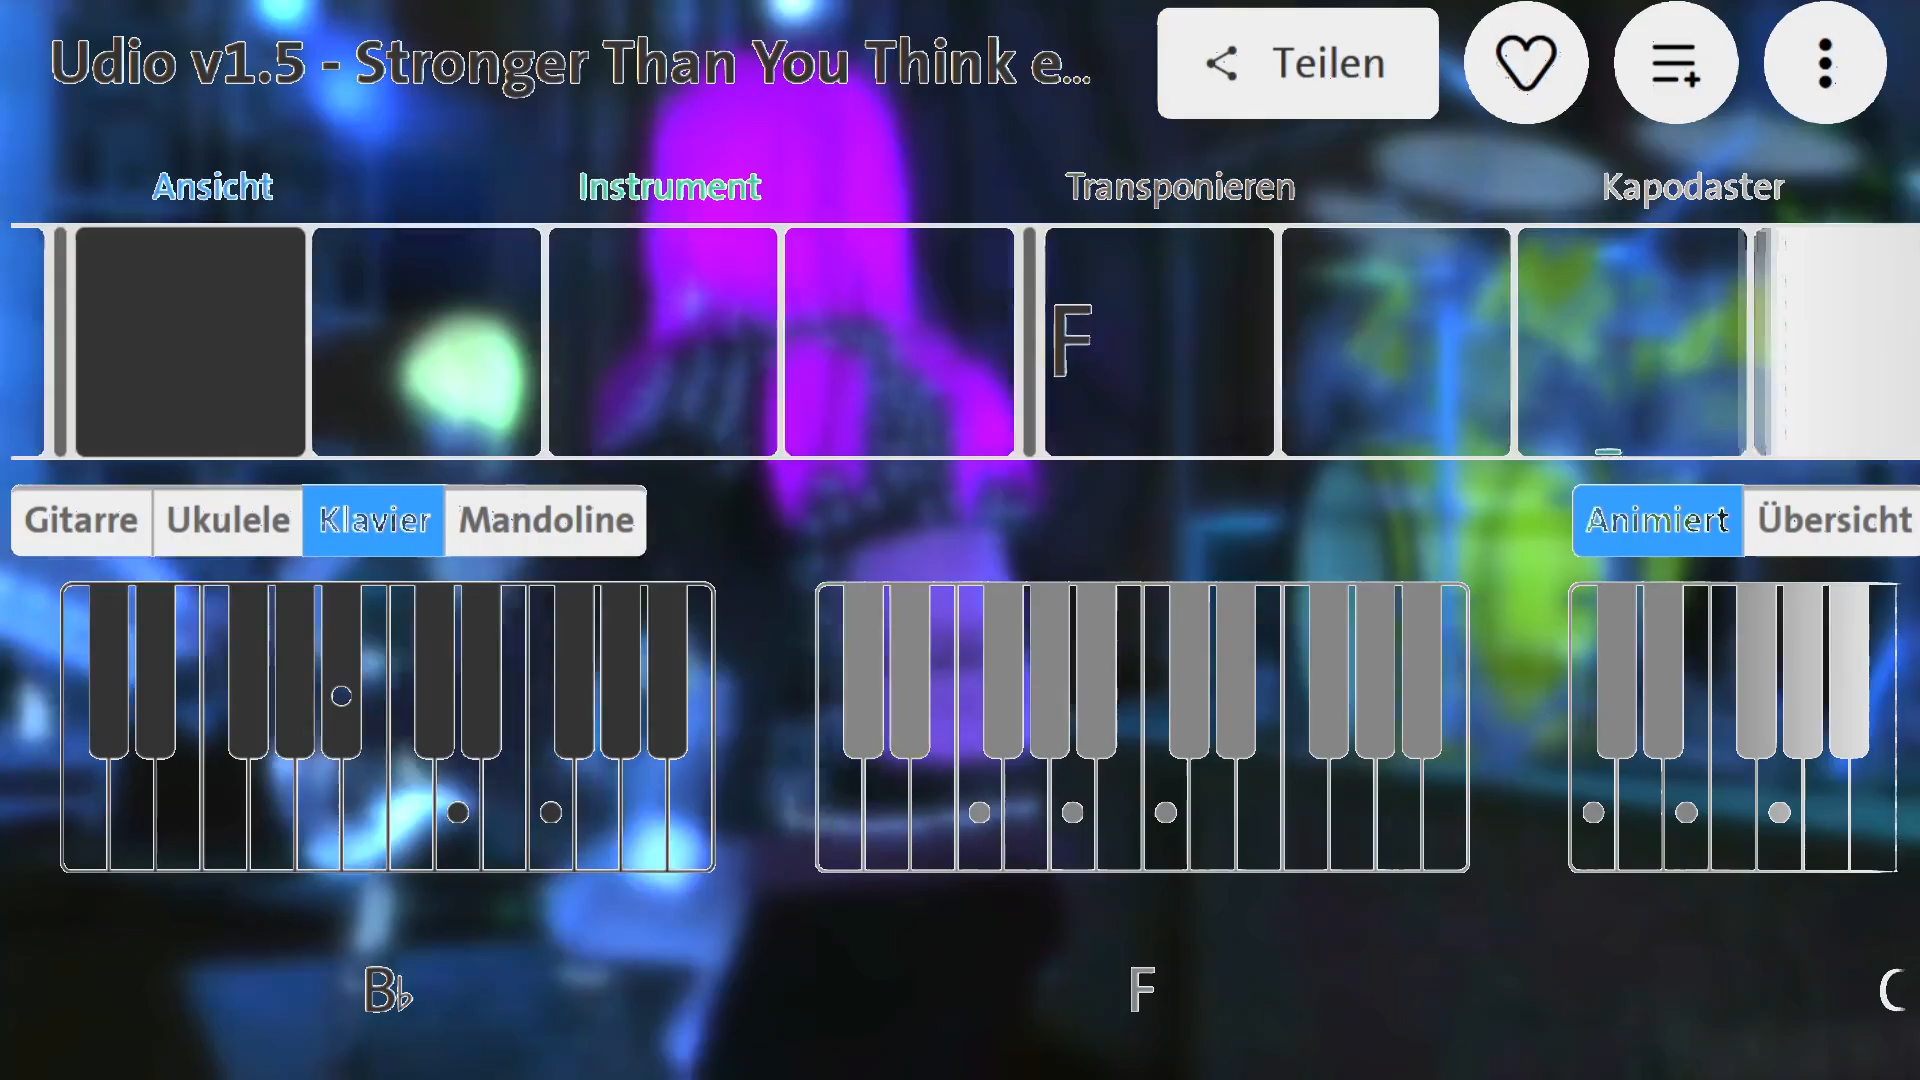 Udio v1.5 - Stronger Than You Think e...
Teilen
Ansicht
Instrument
Transponieren
Kapodaster
F
Gitarre
Ukulele
Klavier
Mandoline
Animiert
Übersicht
B♭
F
C